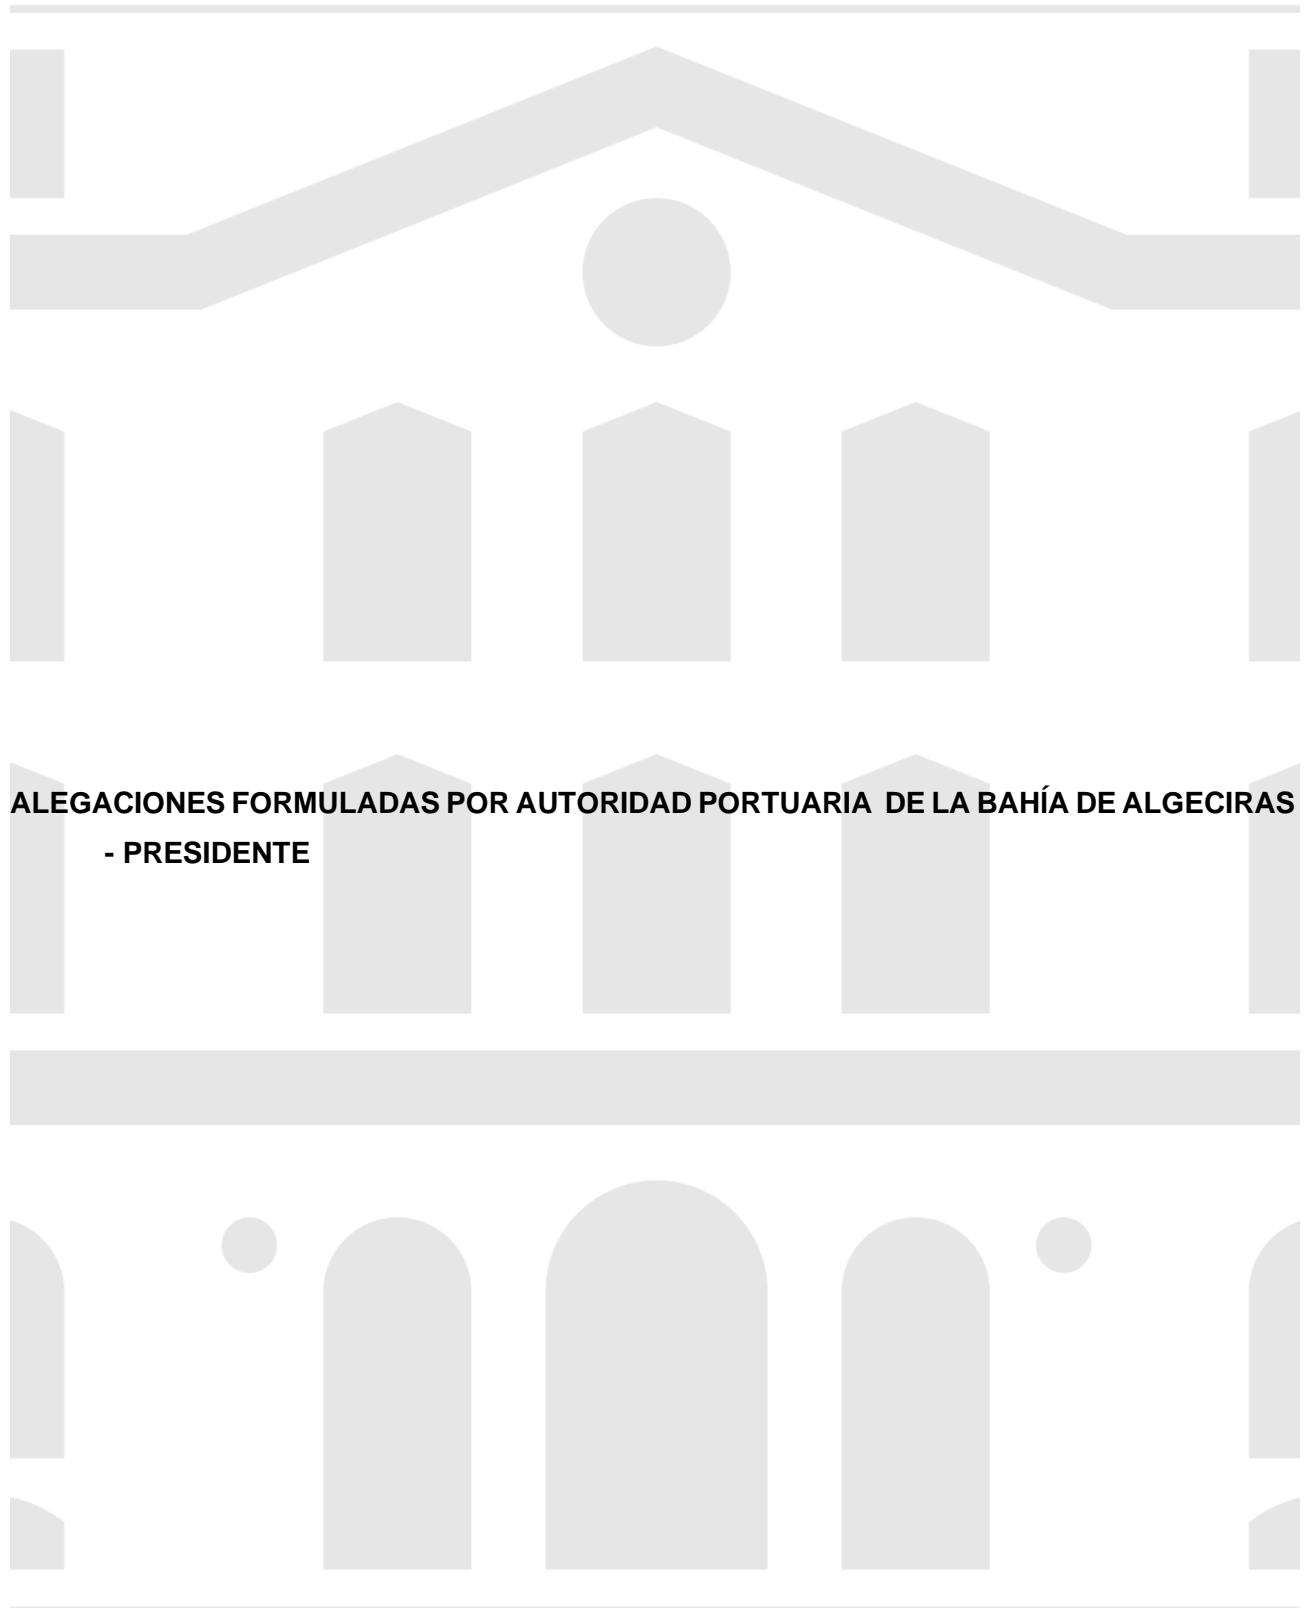 ALEGACIONES FORMULADAS POR AUTORIDAD PORTUARIA DE LA BAHÍA DE ALGECIRAS
- PRESIDENTE